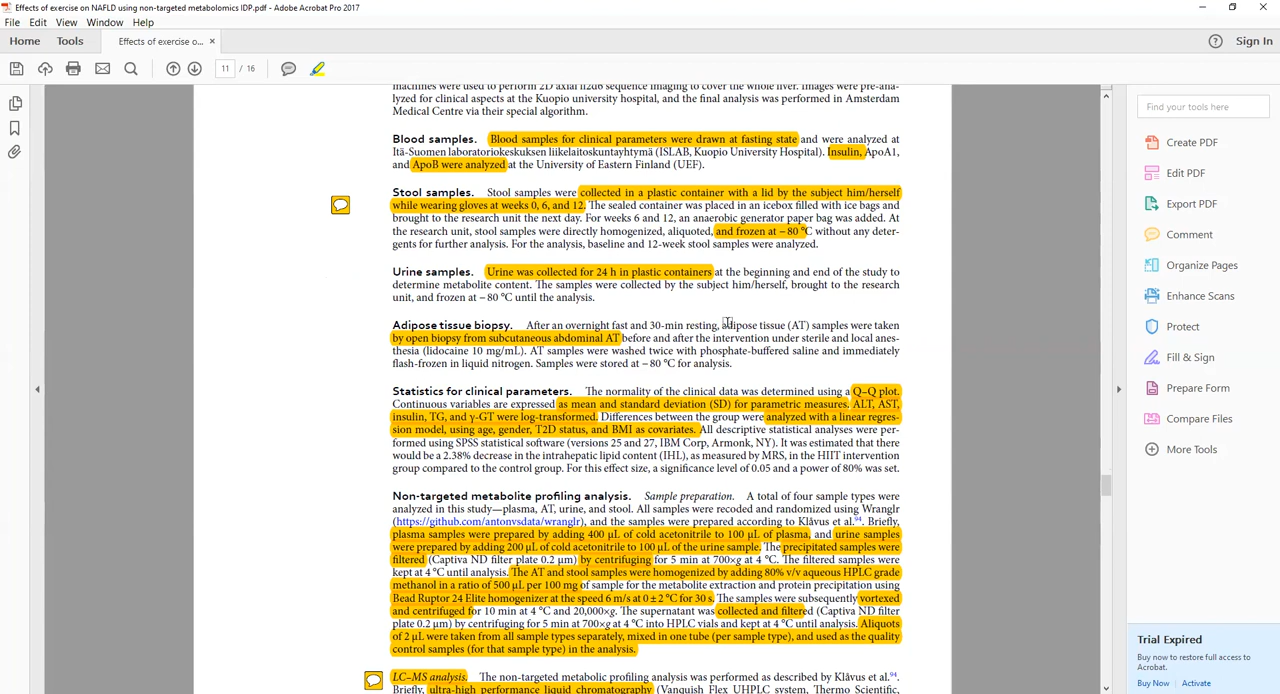 Effects of exercise on NAFLD using non-targeted metabolomics IDP.pdf - Adobe Acrobat Pro 2017
File Edit View Window Help
Home Tools Effects of exercise o... × Sign In
11 / 16
machines were used to perform 2D axial fl2d6 sequence imaging to cover the whole liver. Images were pre-ana-
lyzed for clinical aspects at the Kuopio university hospital, and the final analysis was performed in Amsterdam
Medical Centre via their special algorithm.
Blood samples. Blood samples for clinical parameters were drawn at fasting state and were analyzed at
Itä-Suomen laboratoriokeskuksen liikelaitoskuntayhtymä (ISLAB, Kuopio University Hospital). Insulin, ApoA1,
and ApoB were analyzed at the University of Eastern Finland (UEF).
Stool samples. Stool samples were collected in a plastic container with a lid by the subject him/herself
while wearing gloves at weeks 0, 6, and 12. The sealed container was placed in an icebox filled with ice bags and
brought to the research unit the next day. For weeks 6 and 12, an anaerobic generator paper bag was added. At
the research unit, stool samples were directly homogenized, aliquoted, and frozen at − 80 °C without any deter-
gents for further analysis. For the analysis, baseline and 12-week stool samples were analyzed.
Urine samples. Urine was collected for 24 h in plastic containers at the beginning and end of the study to
determine metabolite content. The samples were collected by the subject him/herself, brought to the research
unit, and frozen at − 80 °C until the analysis.
Adipose tissue biopsy. After an overnight fast and 30-min resting, adipose tissue (AT) samples were taken
by open biopsy from subcutaneous abdominal AT before and after the intervention under sterile and local anes-
thesia (lidocaine 10 mg/mL). AT samples were washed twice with phosphate-buffered saline and immediately
flash-frozen in liquid nitrogen. Samples were stored at − 80 °C for analysis.
Statistics for clinical parameters. The normality of the clinical data was determined using a Q–Q plot.
Continuous variables are expressed as mean and standard deviation (SD) for parametric measures. ALT, AST,
insulin, TG, and γ-GT were log-transformed. Differences between the group were analyzed with a linear regres-
sion model, using age, gender, T2D status, and BMI as covariates. All descriptive statistical analyses were per-
formed using SPSS statistical software (versions 25 and 27, IBM Corp, Armonk, NY). It was estimated that there
would be a 2.38% decrease in the intrahepatic lipid content (IHL), as measured by MRS, in the HIIT intervention
group compared to the control group. For this effect size, a significance level of 0.05 and a power of 80% was set.
Non-targeted metabolite profiling analysis. Sample preparation. A total of four sample types were
analyzed in this study—plasma, AT, urine, and stool. All samples were recoded and randomized using Wranglr
(https://github.com/antonvsdata/wranglr), and the samples were prepared according to Klåvus et al.94. Briefly,
plasma samples were prepared by adding 400 µL of cold acetonitrile to 100 µL of plasma, and urine samples
were prepared by adding 200 µL of cold acetonitrile to 100 µL of the urine sample. The precipitated samples were
filtered (Captiva ND filter plate 0.2 µm) by centrifuging for 5 min at 700×g at 4 °C. The filtered samples were
kept at 4 °C until analysis. The AT and stool samples were homogenized by adding 80% v/v aqueous HPLC grade
methanol in a ratio of 500 µL per 100 mg of sample for the metabolite extraction and protein precipitation using
Bead Ruptor 24 Elite homogenizer at the speed 6 m/s at 0 ± 2 °C for 30 s. The samples were subsequently vortexed
and centrifuged for 10 min at 4 °C and 20,000×g. The supernatant was collected and filtered (Captiva ND filter
plate 0.2 µm) by centrifuging for 5 min at 700×g at 4 °C into HPLC vials and kept at 4 °C until analysis. Aliquots
of 2 µL were taken from all sample types separately, mixed in one tube (per sample type), and used as the quality
control samples (for that sample type) in the analysis.
LC–MS analysis. The non-targeted metabolite profiling analysis was performed as described by Klåvus et al.94.
Briefly, ultra-high performance liquid chromatography (Vanquish Flex UHPLC system, Thermo Scientific,
Find your tools here
Create PDF
Edit PDF
Export PDF
Comment
Organize Pages
Enhance Scans
Protect
Fill & Sign
Prepare Form
Compare Files
More Tools
Trial Expired
Buy now to restore full access to
Acrobat.
Buy Now Activate